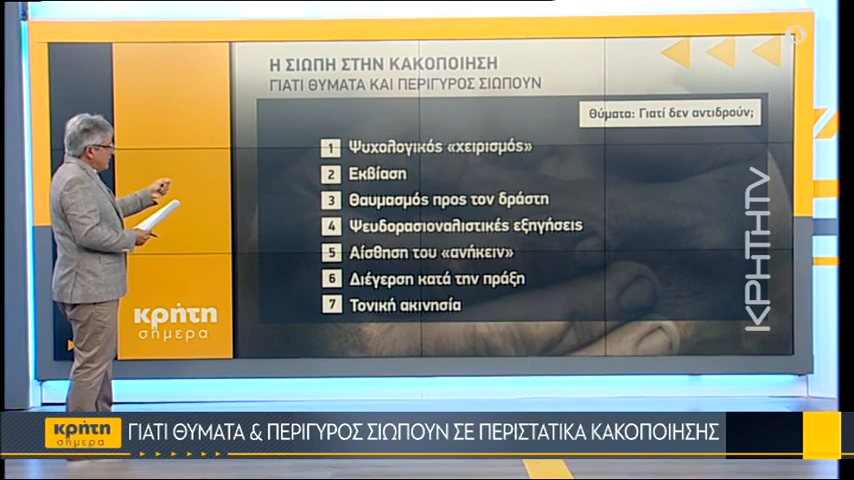 Η ΣΙΩΠΗ ΣΤΗΝ ΚΑΚΟΠΟΙΗΣΗ
ΓΙΑΤΙ ΘΥΜΑΤΑ ΚΑΙ ΠΕΡΙΓΥΡΟΣ ΣΙΩΠΟΥΝ
Θύματα: Γιατί δεν αντιδρούν;
1 Ψυχολογικός «χειρισμός»
2 Εκβίαση
3 Θαυμασμός προς τον δράστη
4 Ψευδορασιοναλιστικές εξηγήσεις
5 Αίσθηση του «ανήκειν»
6 Διέγερση κατά την πράξη
7 Τονική ακινησία
ΚΡΗΤΗTV
κρήτη
σήμερα
κρήτη
σήμερα
ΓΙΑΤΙ ΘΥΜΑΤΑ & ΠΕΡΙΓΥΡΟΣ ΣΙΩΠΟΥΝ ΣΕ ΠΕΡΙΣΤΑΤΙΚΑ ΚΑΚΟΠΟΙΗΣΗΣ